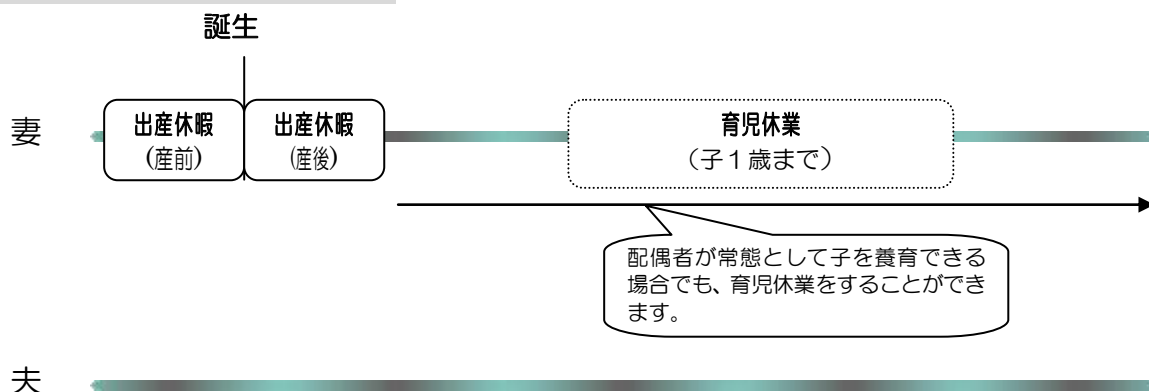 誕生
妻
出産休暇
(産前)
出産休暇
(産後)
育児休業
（子１歳まで）
配偶者が常態として子を養育できる
場合でも、育児休業をすることができ
ます。
夫